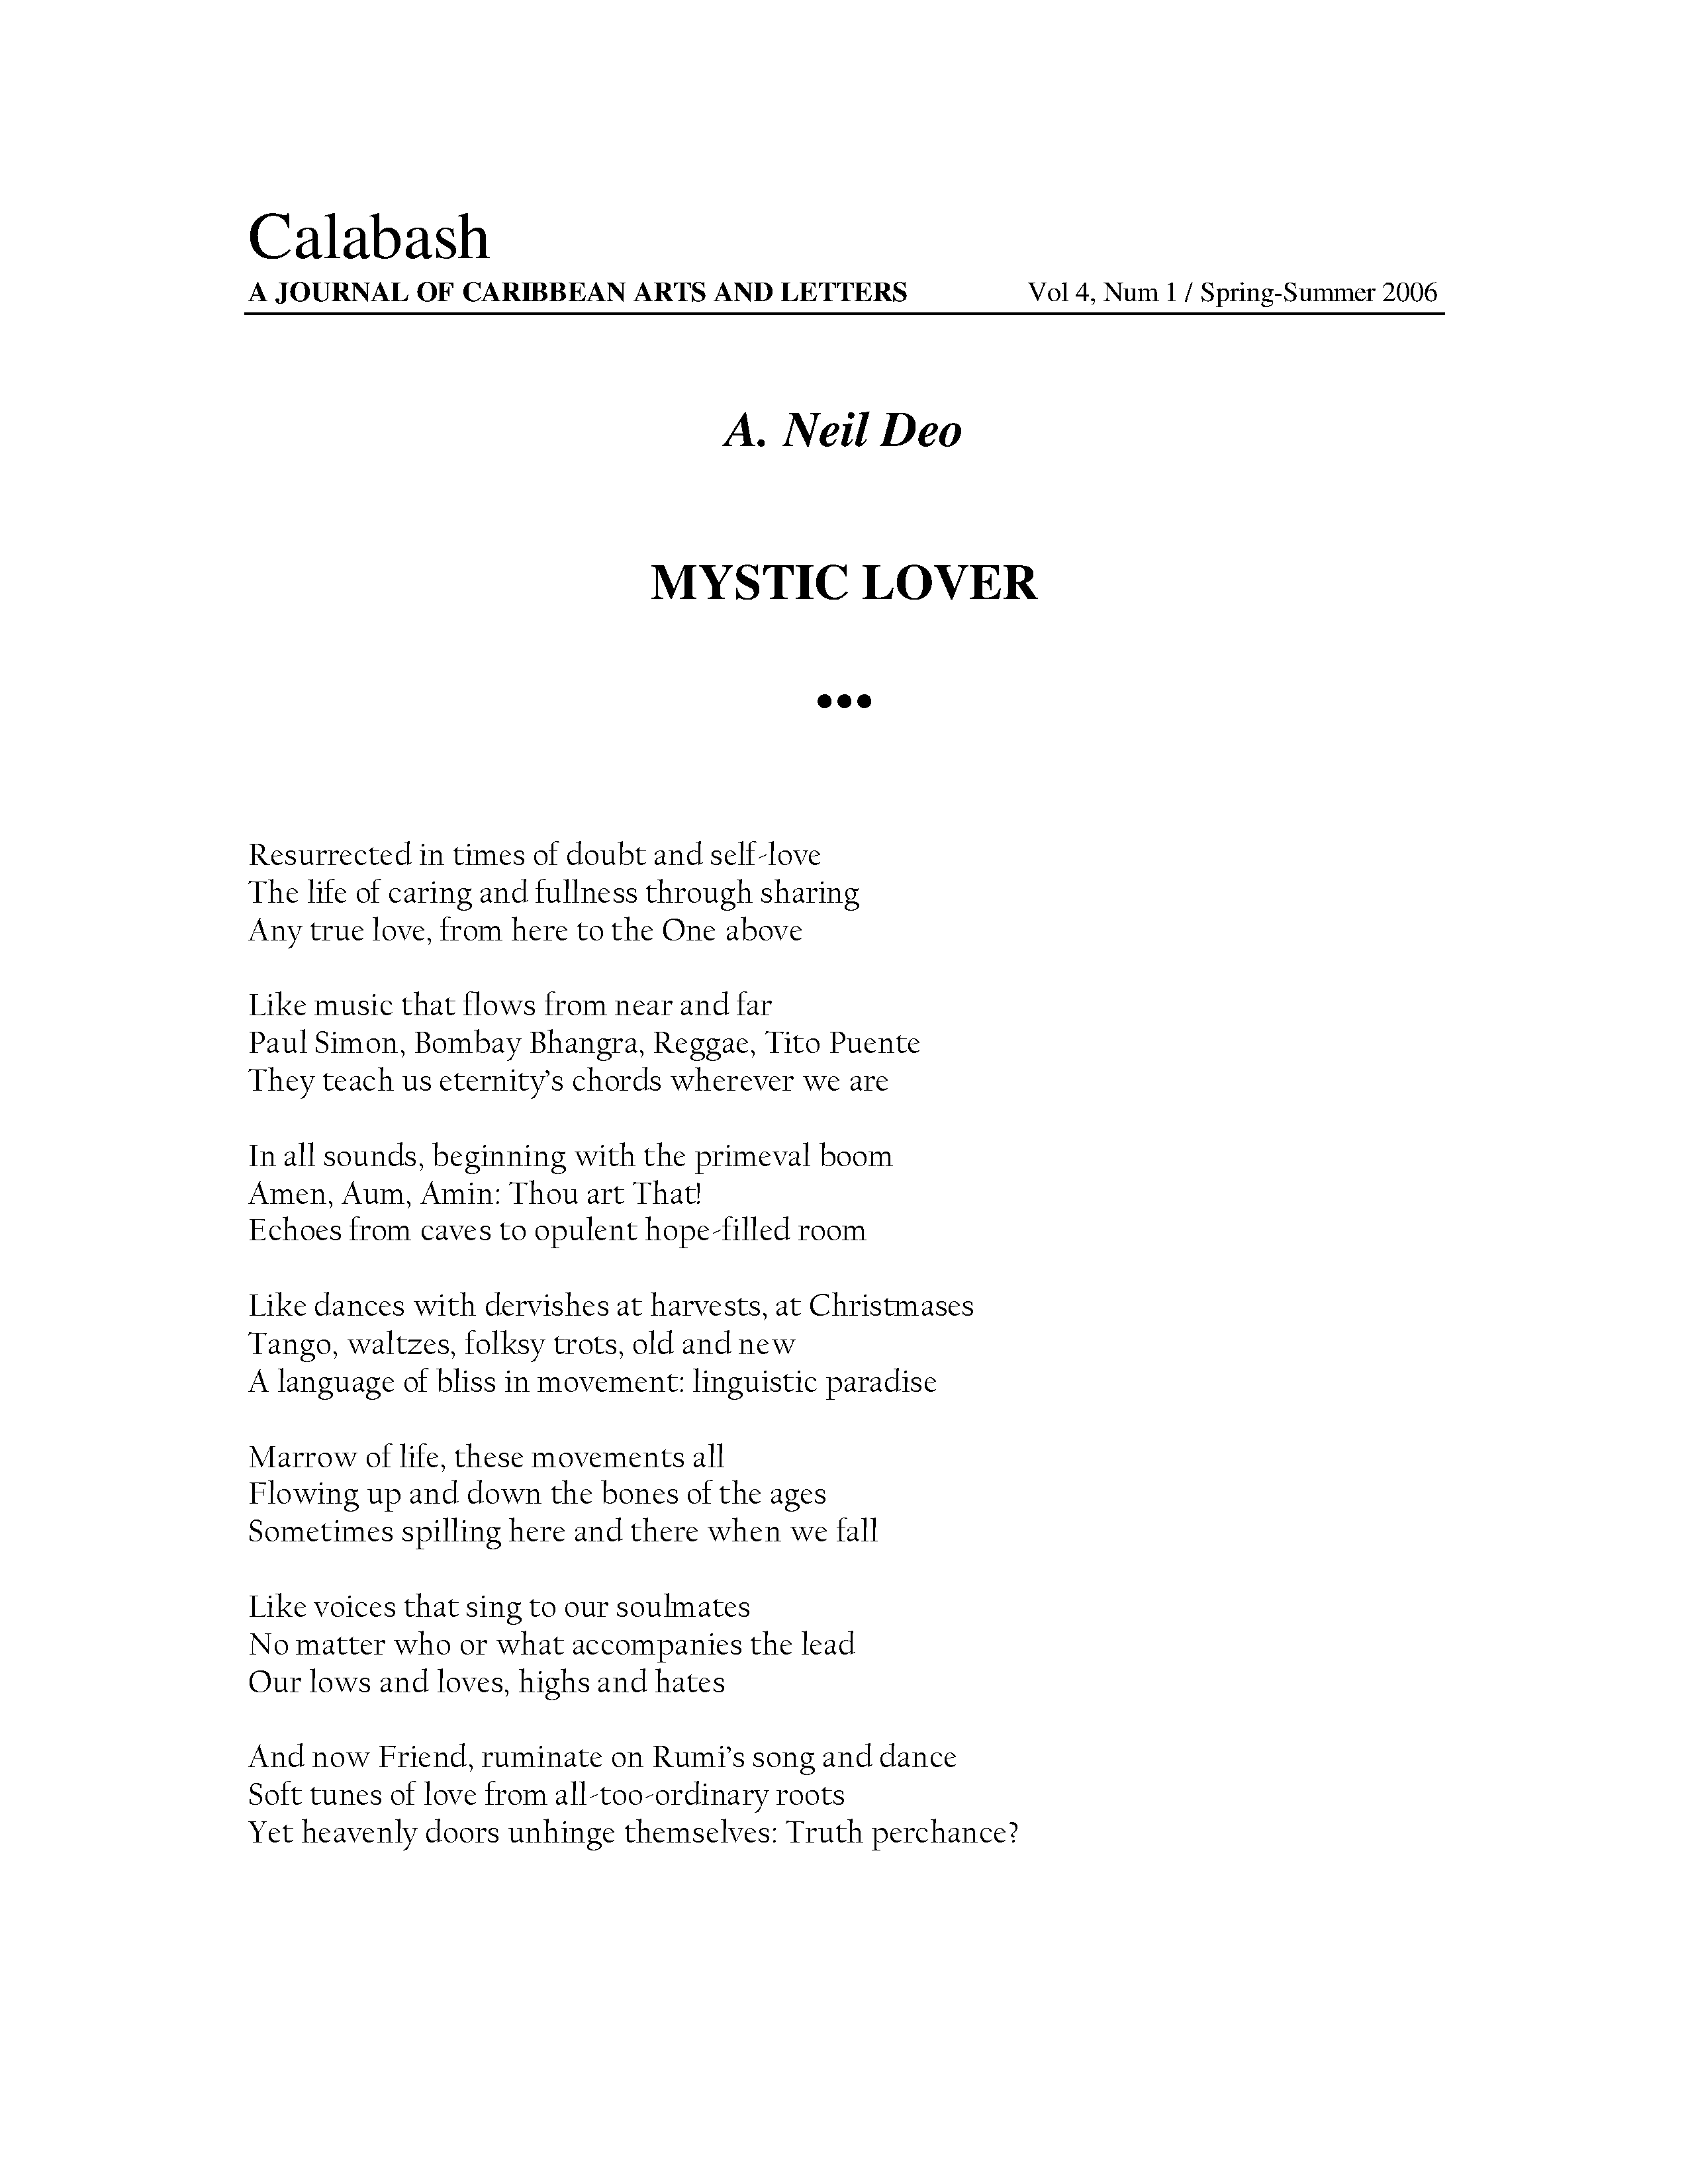 Calabash
A JOURNAL OF CARIBBEAN ARTS AND LETTERS Vol 4, Num 1 / Spring-Summer 2006
A. Neil Deo
MYSTIC LOVER
•••
Resurrected in times of doubt and self-love
The life of caring and fullness through sharing
Any true love, from here to the One above
Like music that flows from near and far
Paul Simon, Bombay Bhangra, Reggae, Tito Puente
They teach us eternity’s chords wherever we are
In all sounds, beginning with the primeval boom
Amen, Aum, Amin: Thou art That!
Echoes from caves to opulent hope-filled room
Like dances with dervishes at harvests, at Christmases
Tango, waltzes, folksy trots, old and new
A language of bliss in movement: linguistic paradise
Marrow of life, these movements all
Flowing up and down the bones of the ages
Sometimes spilling here and there when we fall
Like voices that sing to our soulmates
No matter who or what accompanies the lead
Our lows and loves, highs and hates
And now Friend, ruminate on Rumi’s song and dance
Soft tunes of love from all-too-ordinary roots
Yet heavenly doors unhinge themselves: Truth perchance?